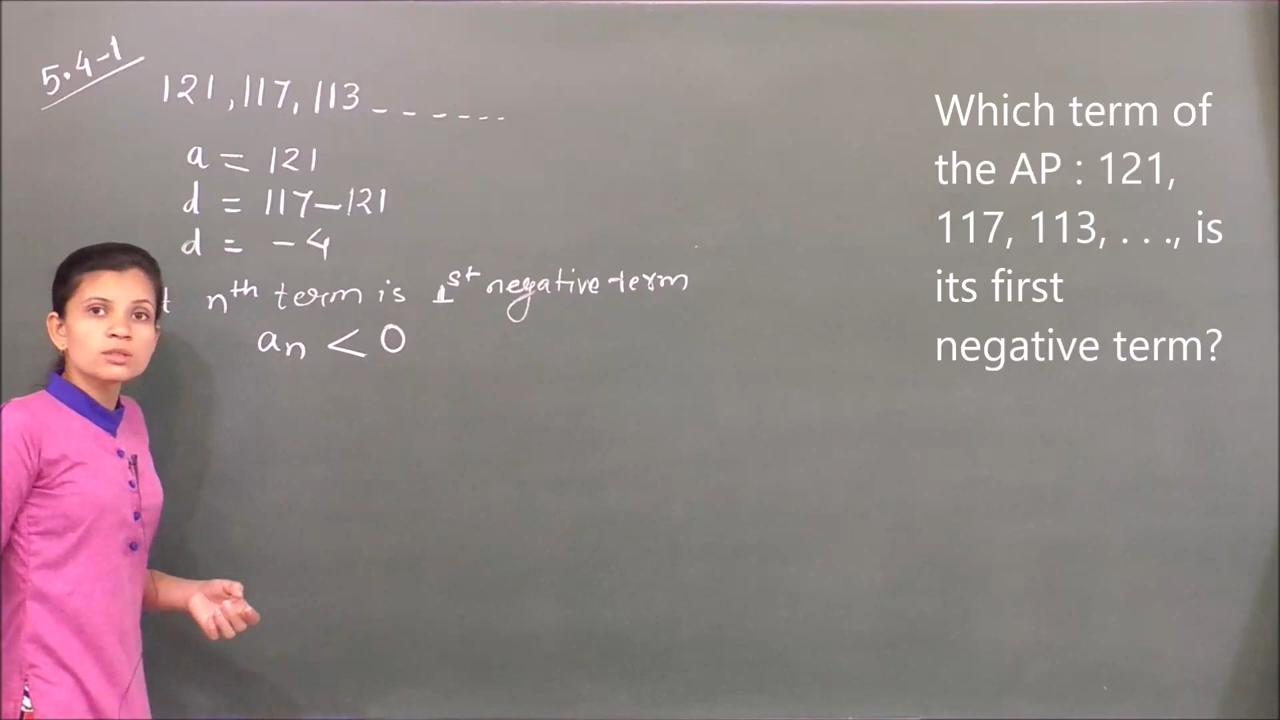 5.4-1
121, 117, 113 - - - - - -
a = 121
d = 117-121
d = -4
nth term is 1st negative term
an < 0
Which term of
the AP : 121,
117, 113, . . ., is
its first
negative term?